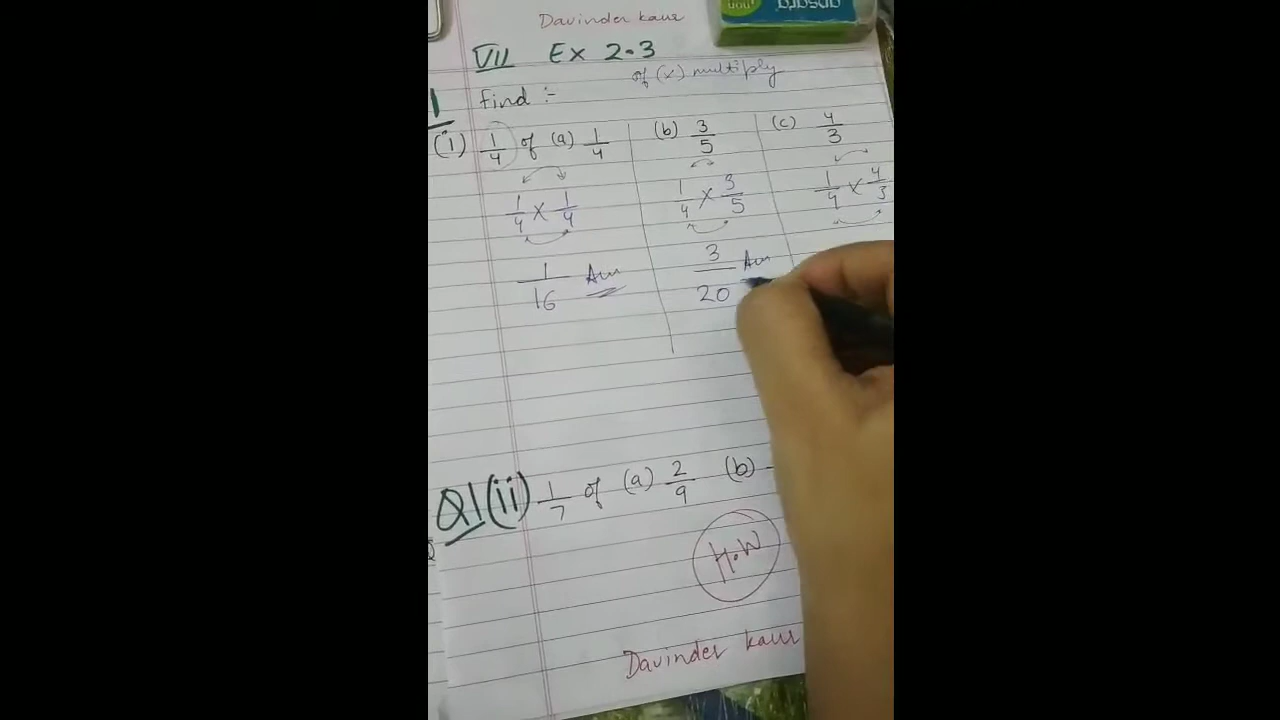 Davinder kaur
VII Ex 2.3
of (x) multiply
1 find :-
(i) 1/4 of (a) 1/4 (b) 3/5 (c) 4/3
1/4 × 1/4 1/4 × 3/5 1/4 × 4/3
1/16 Ans 3/20 Ans
Q1(ii) 1/7 of (a) 2/9 (b)
H.W
Davinder kaur